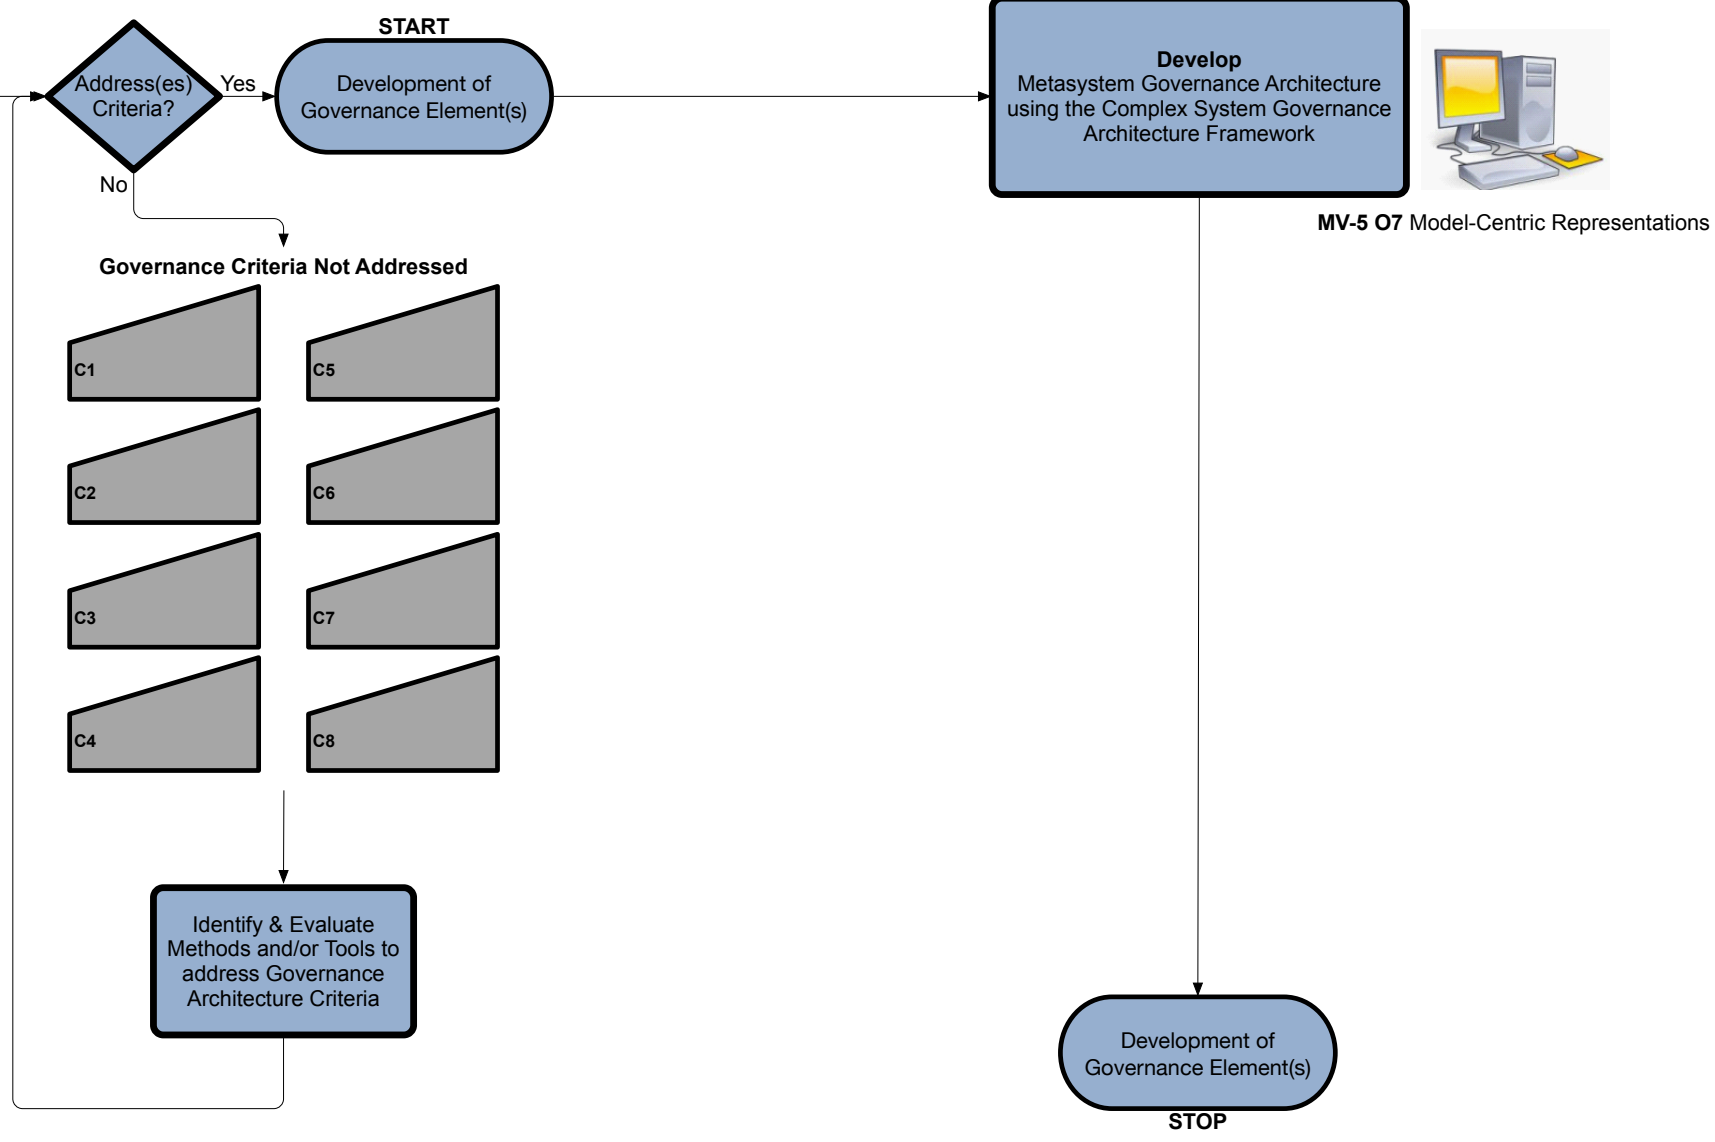 START
Address(es)
Criteria?
Yes
No
Development of
Governance Element(s)
Develop
Metasystem Governance Architecture
using the Complex System Governance
Architecture Framework
MV-5 O7 Model-Centric Representations
Governance Criteria Not Addressed
C1
C5
C2
C6
C3
C7
C4
C8
Identify & Evaluate
Methods and/or Tools to
address Governance
Architecture Criteria
Development of
Governance Element(s)
STOP